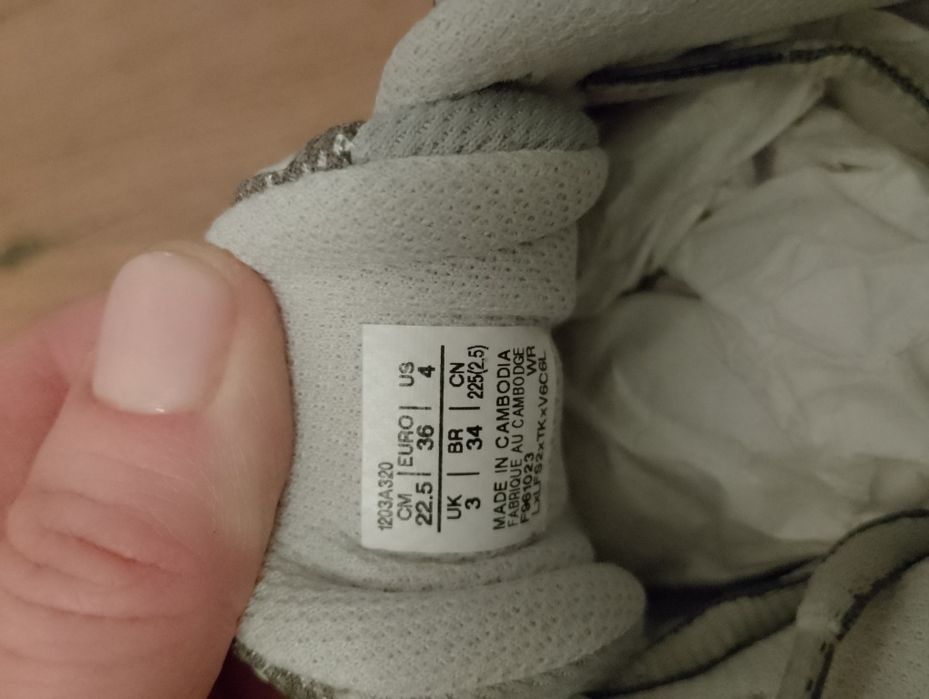 1203A320
CM | EURO | US
22.5 | 36 | 4
UK | BR | CN
3 | 34 | 225(2.5)
MADE IN CAMBODIA
FABRIQUE AU CAMBODGE
F961023 WR
LxLFS2xTKxV6C6L